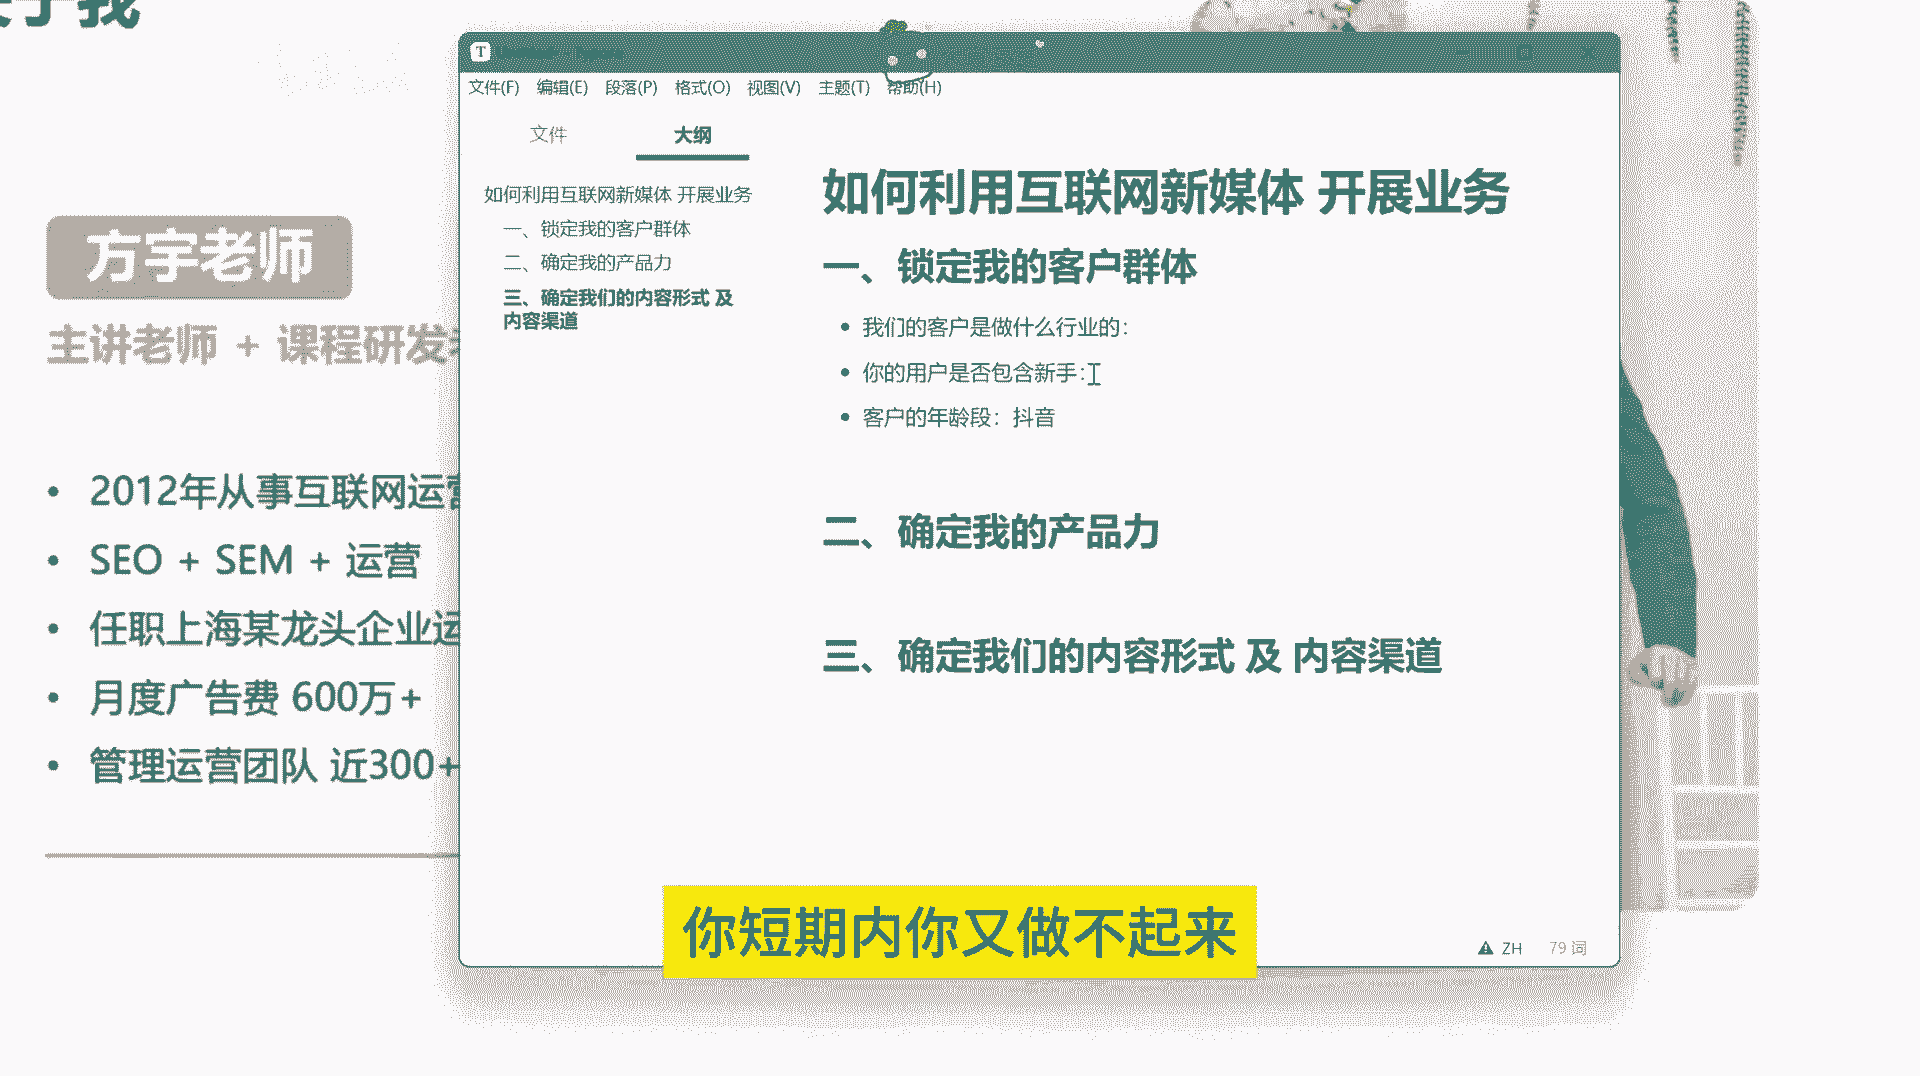 于我
方宇老师
主讲老师 + 课程研发
2012年从事互联网运营
SEO + SEM + 运营
任职上海某龙头企业运
月度广告费 600万+
管理运营团队 近300+
T
文件(F) 编辑(E) 段落(P) 格式(O) 视图(V) 主题(T) 帮助(H)
文件 大纲
如何利用互联网新媒体 开展业务
一、锁定我的客户群体
二、确定我的产品力
三、确定我们的内容形式 及
内容渠道
如何利用互联网新媒体 开展业务
一、锁定我的客户群体
我们的客户是做什么行业的：
你的用户是否包含新手：
客户的年龄段：抖音
二、确定我的产品力
三、确定我们的内容形式 及 内容渠道
ZH 79 词
你短期内你又做不起来